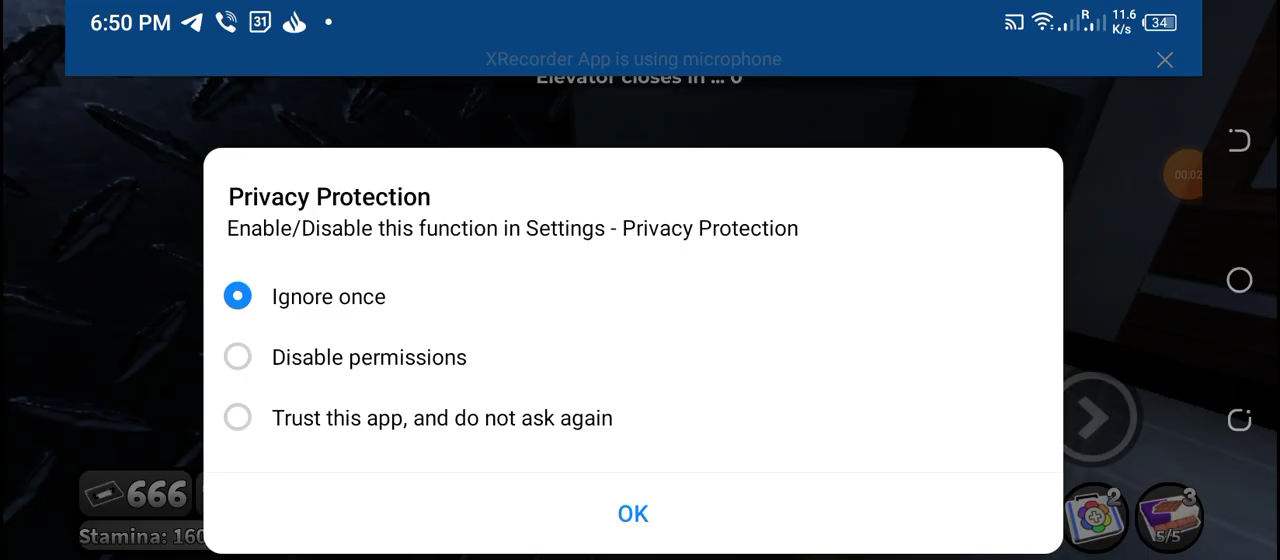 6:50 PM 31 R 11.6 K/s 34
XRecorder App is using microphone
Elevator closes in ... 0
Privacy Protection
Enable/Disable this function in Settings - Privacy Protection
00:02
Ignore once
Disable permissions
Trust this app, and do not ask again
666
2
3
OK
Stamina: 160
5/5